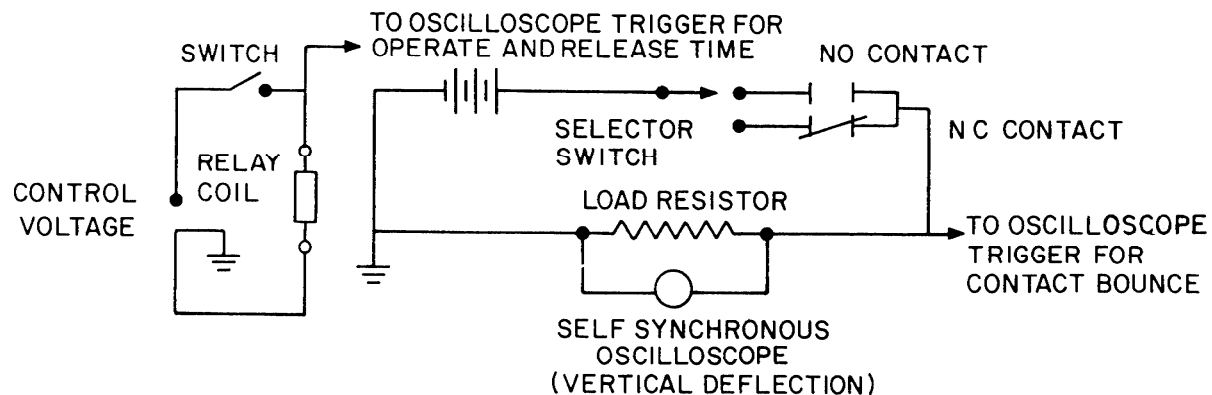 TO OSCILLOSCOPE TRIGGER FOR
OPERATE AND RELEASE TIME
SWITCH
NO CONTACT
SELECTOR
SWITCH
NC CONTACT
RELAY
COIL
CONTROL
VOLTAGE
LOAD RESISTOR
TO OSCILLOSCOPE
TRIGGER FOR
CONTACT BOUNCE
SELF SYNCHRONOUS
OSCILLOSCOPE
(VERTICAL DEFLECTION)